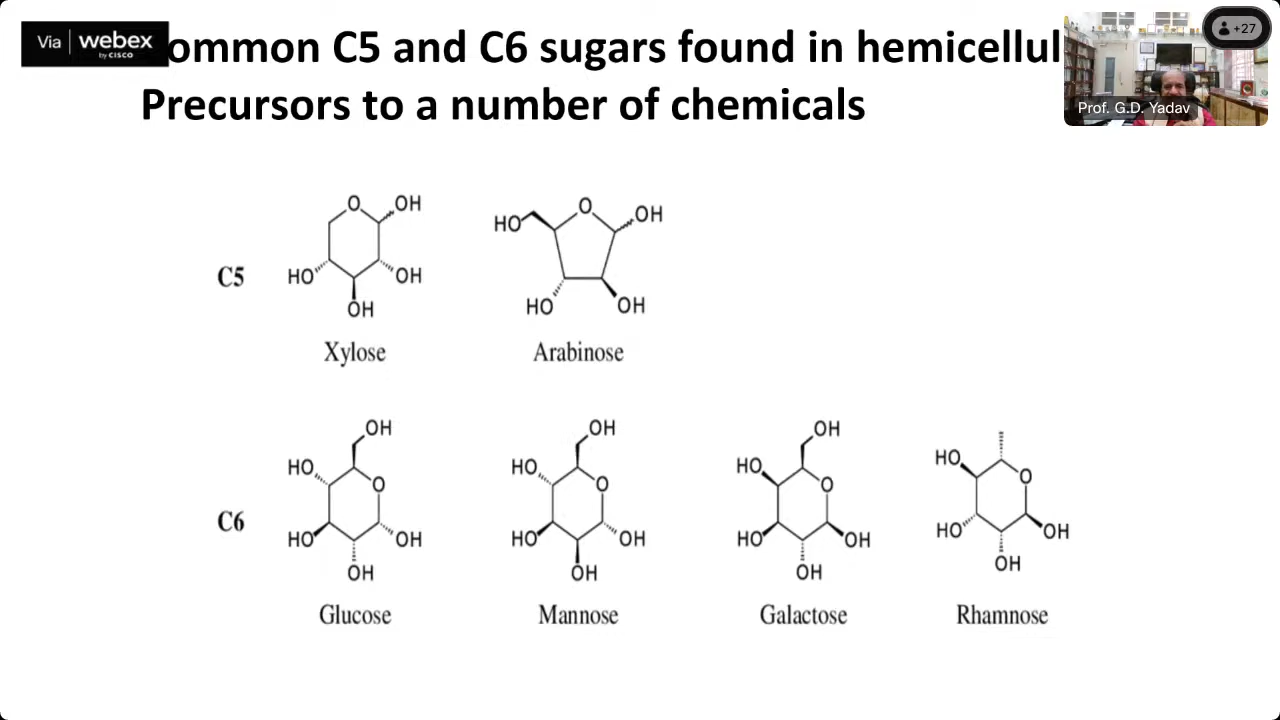 Via webex
by CISCO
ommon C5 and C6 sugars found in hemicellul
Precursors to a number of chemicals
+27
Prof. G.D. Yadav
O OH
HO OH
OH
HO O OH
HO OH
C5
Xylose Arabinose
OH OH OH
HO HO HO HO
O O O O
HO OH HO OH HO OH HO OH
OH OH OH OH
C6
Glucose Mannose Galactose Rhamnose